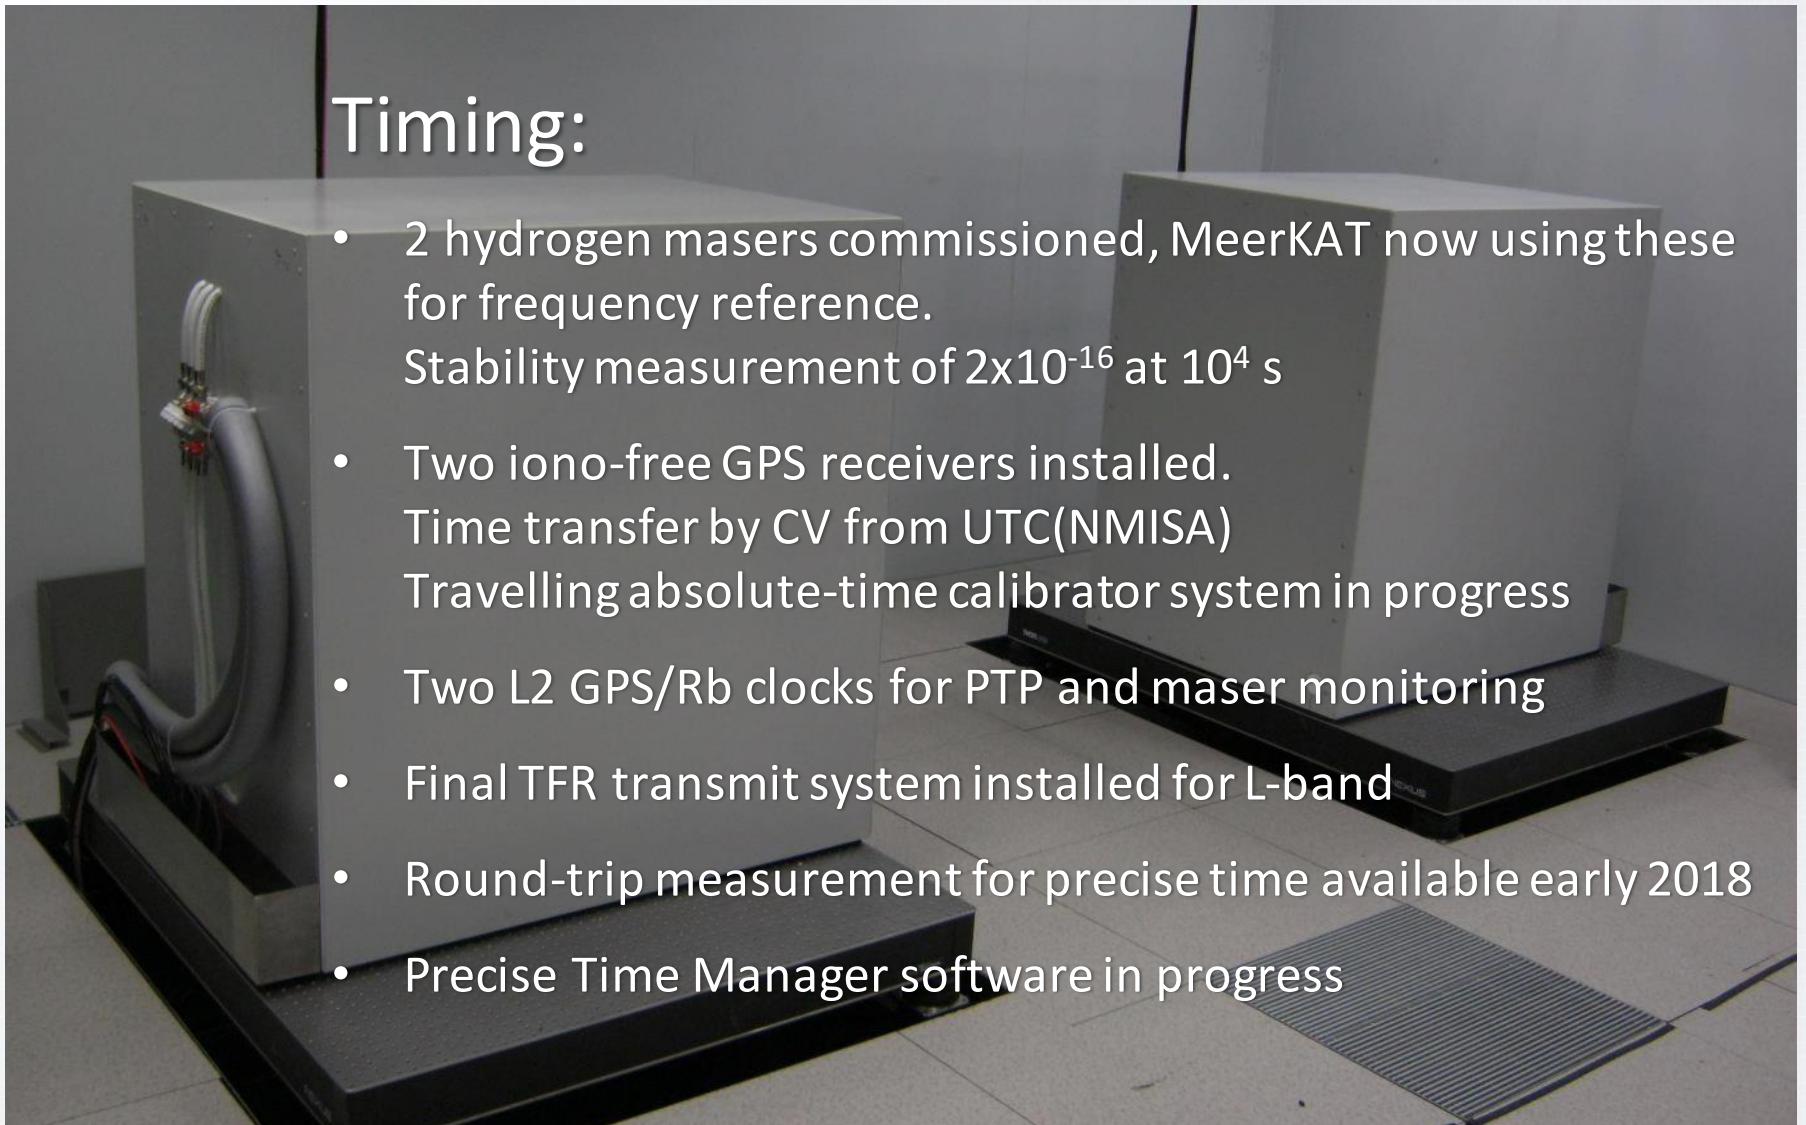 Timing:
• 2 hydrogen masers commissioned, MeerKAT now using these
for frequency reference.
Stability measurement of 2x10⁻¹⁶ at 10⁴ s
• Two iono-free GPS receivers installed.
Time transfer by CV from UTC(NMISA)
Travelling absolute-time calibrator system in progress
• Two L2 GPS/Rb clocks for PTP and maser monitoring
• Final TFR transmit system installed for L-band
• Round-trip measurement for precise time available early 2018
• Precise Time Manager software in progress